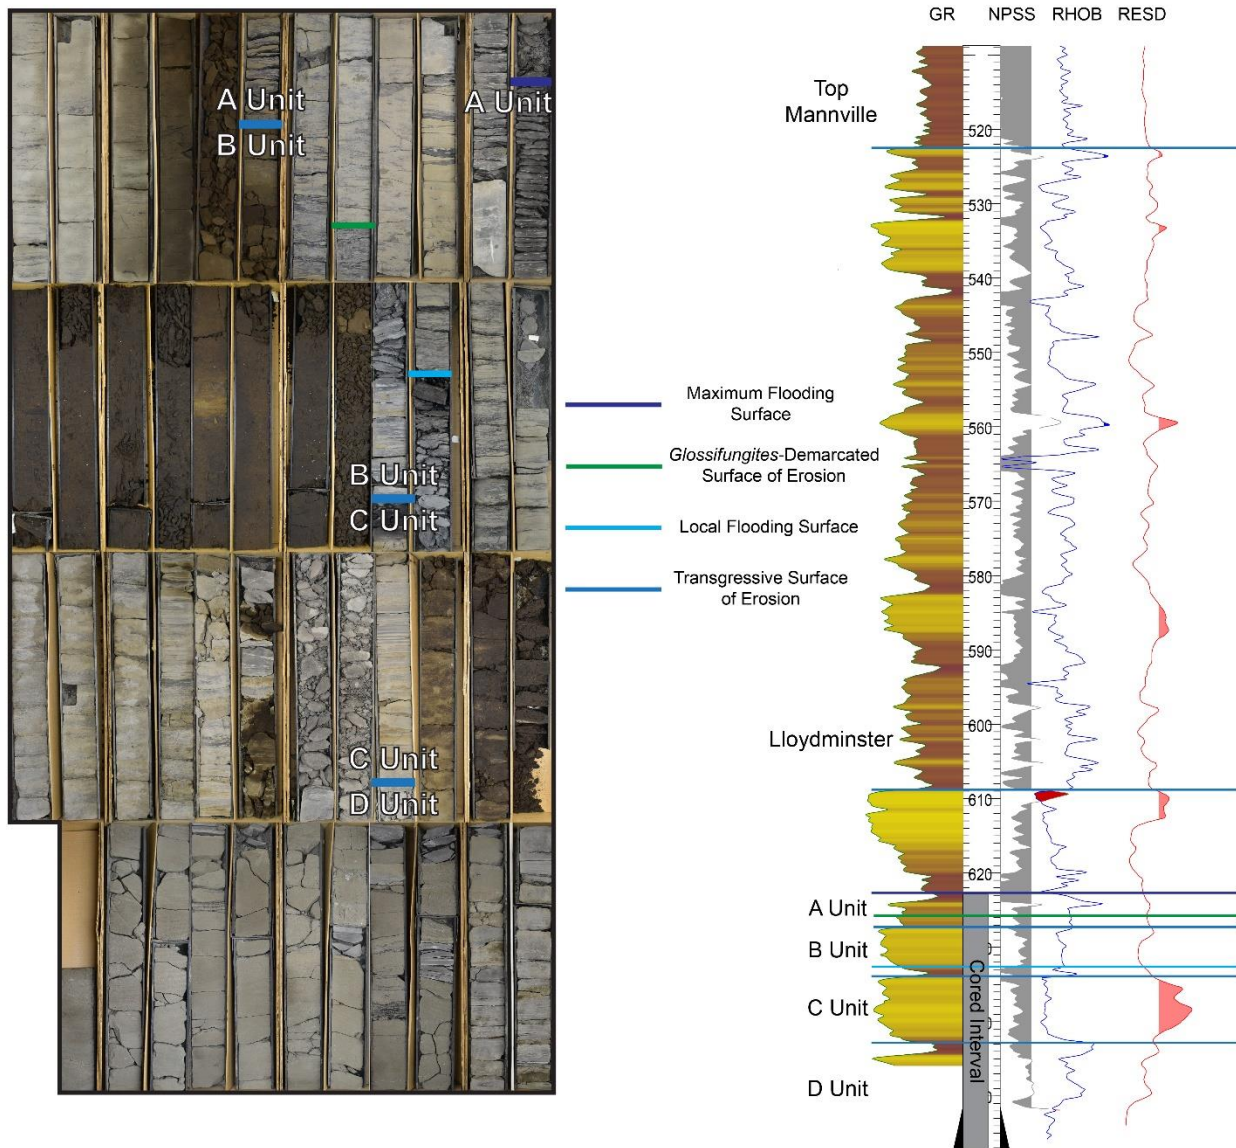 GR
NPSS
RHOB
RESD
A Unit
B Unit
A Unit
B Unit
C Unit
C Unit
D Unit
Maximum Flooding
Surface
Glossifungites-Demarcated
Surface of Erosion
Local Flooding Surface
Transgressive Surface
of Erosion
Top
Mannville
Lloydminster
A Unit
B Unit
C Unit
D Unit
520
530
540
550
560
570
580
590
600
610
620
Cored Interval